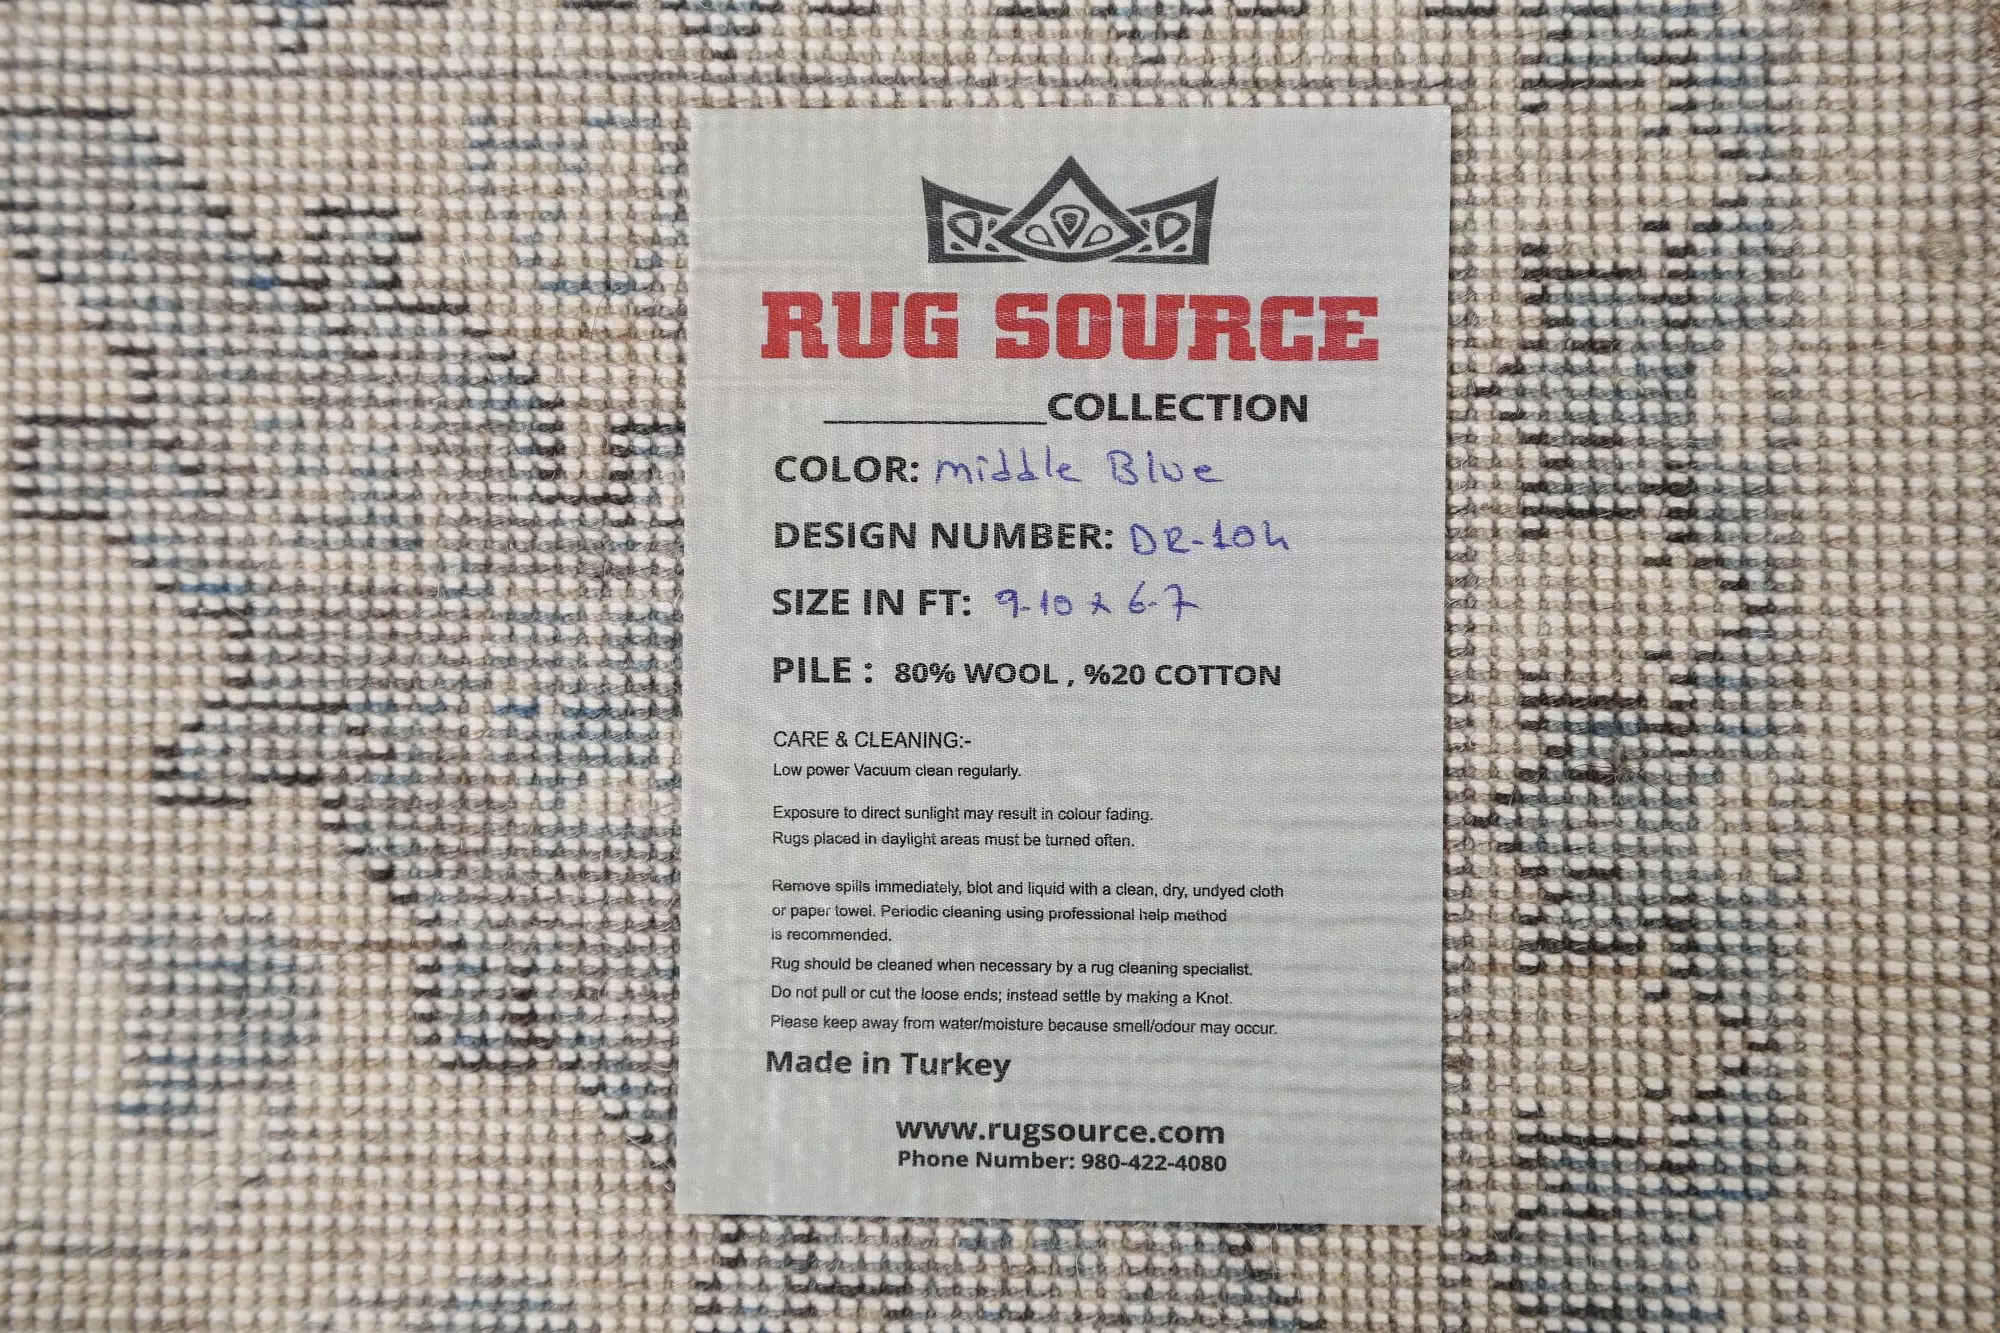 RUG SOURCE
___________COLLECTION
COLOR: middle Blue
DESIGN NUMBER: DR-104
SIZE IN FT: 9-10 x 6-7
PILE : 80% WOOL , %20 COTTON
CARE & CLEANING:-
Low power Vacuum clean regularly.
Exposure to direct sunlight may result in colour fading.
Rugs placed in daylight areas must be turned often.
Remove spills immediately, blot and liquid with a clean, dry, undyed cloth
or paper towel. Periodic cleaning using professional help method
is recommended.
Rug should be cleaned when necessary by a rug cleaning specialist.
Do not pull or cut the loose ends; instead settle by making a Knot.
Please keep away from water/moisture because smell/odour may occur.
Made in Turkey
www.rugsource.com
Phone Number: 980-422-4080